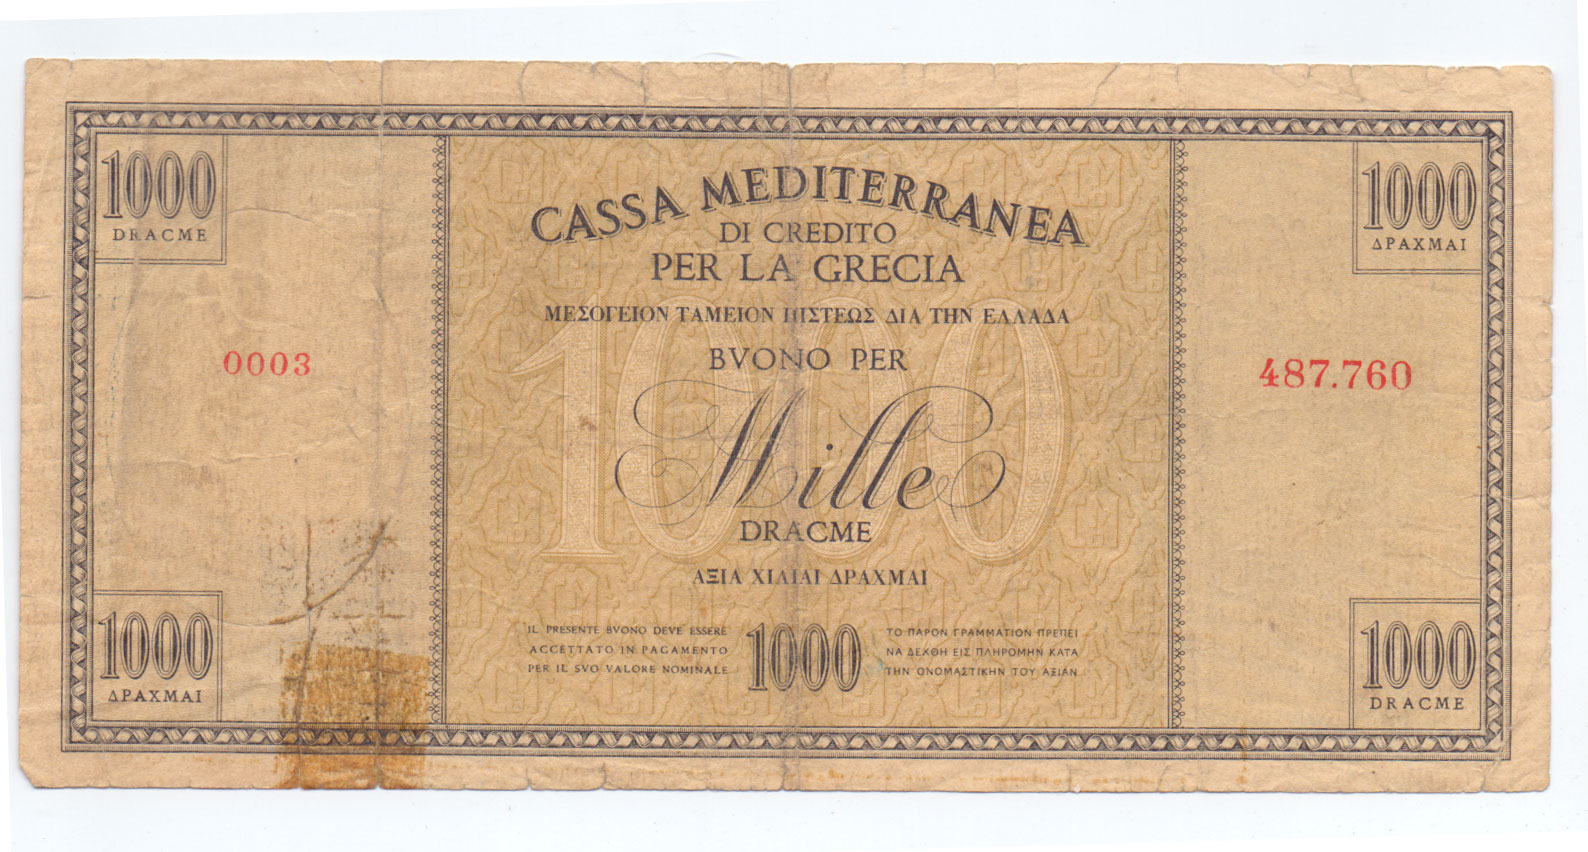 1000
DRACME
1000
ΔΡΑΧΜΑΙ
CASSA MEDITERRANEA
DI CREDITO
PER LA GRECIA
ΜΕΣΟΓΕΙΟΝ ΤΑΜΕΙΟΝ ΠΙΣΤΕΩΣ ΔΙΑ ΤΗΝ ΕΛΛΑΔΑ
BVONO PER
0003
487.760
1000
Mille
DRACME
ΑΞΙΑ ΧΙΛΙΑΙ ΔΡΑΧΜΑΙ
IL PRESENTE BVONO DEVE ESSERE
ACCETTATO IN PAGAMENTO
PER IL SVO VALORE NOMINALE
1000
ΤΟ ΠΑΡΟΝ ΓΡΑΜΜΑΤΙΟΝ ΠΡΕΠΕΙ
ΝΑ ΔΕΧΘΗ ΕΙΣ ΠΛΗΡΟΜΗΝ ΚΑΤΑ
ΤΗΝ ΟΝΟΜΑΣΤΙΚΗΝ ΤΟΥ ΑΞΙΑΝ
1000
ΔΡΑΧΜΑΙ
1000
DRACME